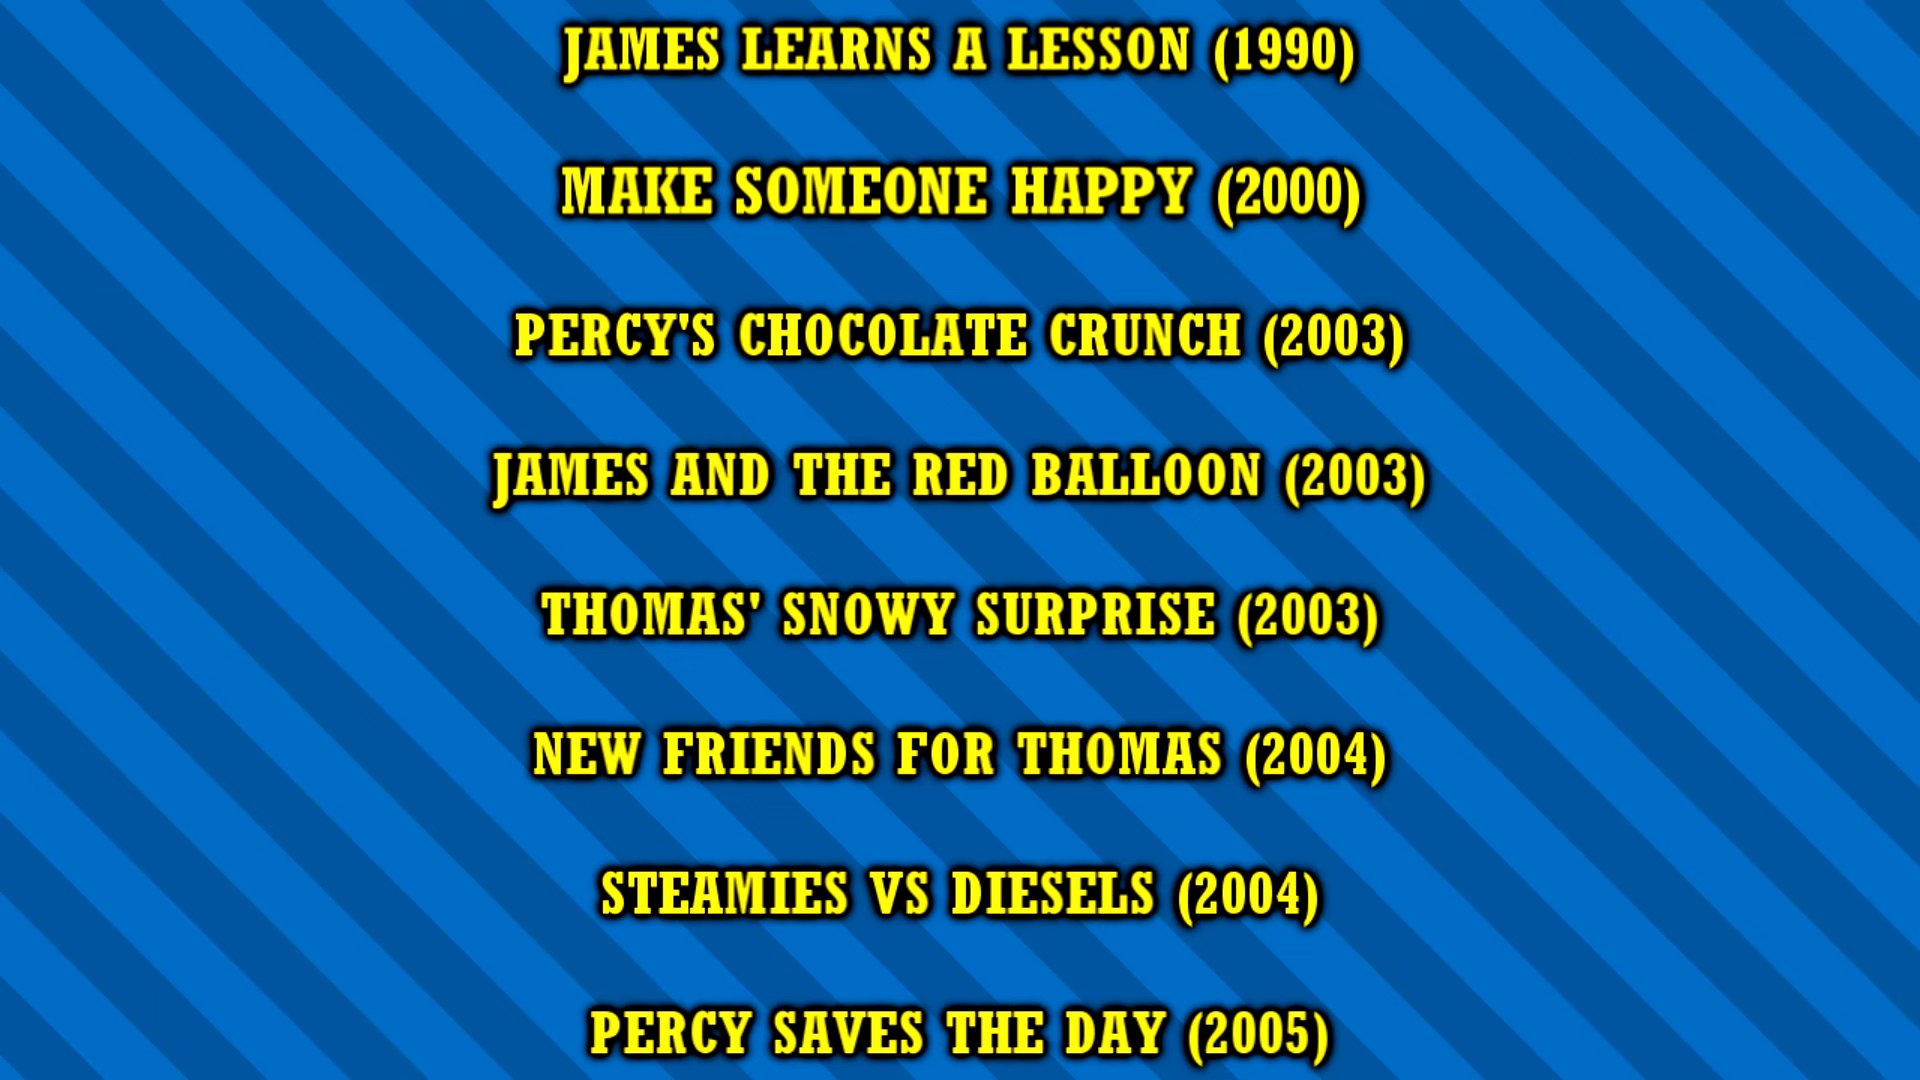 JAMES LEARNS A LESSON (1990)
MAKE SOMEONE HAPPY (2000)
PERCY'S CHOCOLATE CRUNCH (2003)
JAMES AND THE RED BALLOON (2003)
THOMAS' SNOWY SURPRISE (2003)
NEW FRIENDS FOR THOMAS (2004)
STEAMIES VS DIESELS (2004)
PERCY SAVES THE DAY (2005)